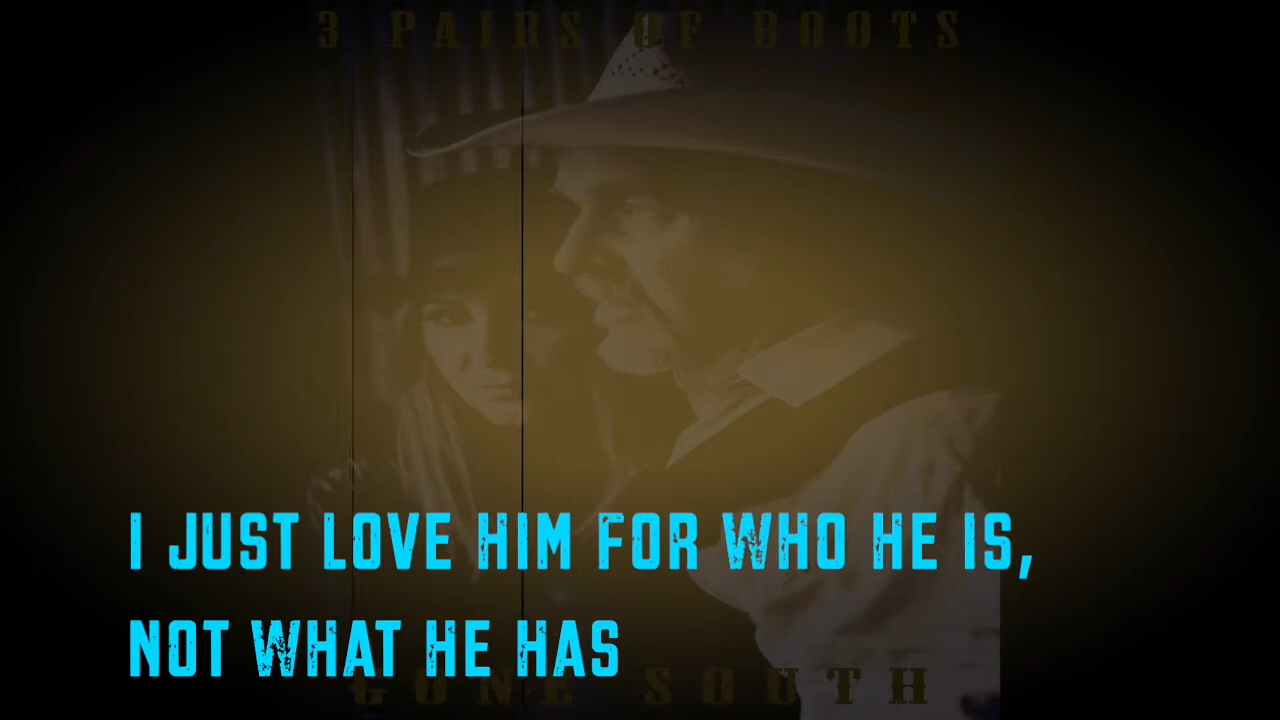 3 PAIRS OF BOOTS
I JUST LOVE HIM FOR WHO HE IS,
NOT WHAT HE HAS
GONE SOUTH